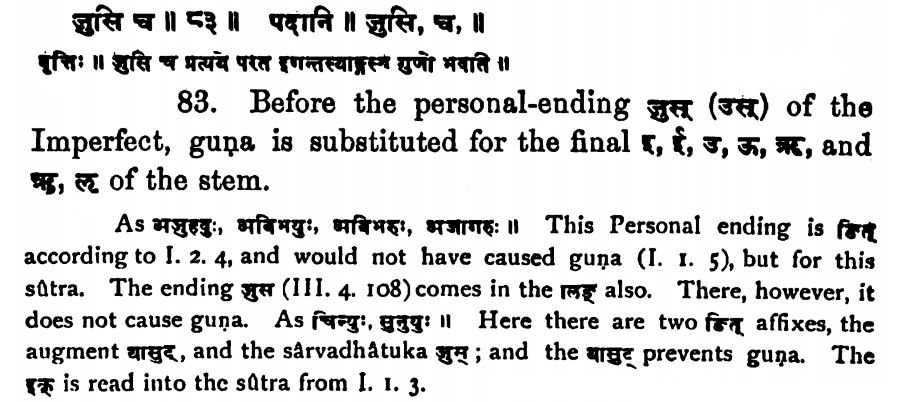 जुसि च ॥ ८३ ॥ पदानि ॥ जुसि, च, ॥
वृत्तिः ॥ जुसि च प्रत्यये परत इगन्तस्याङ्गस्य गुणो भवति ॥
83. Before the personal-ending जुस् (उस्) of the
Imperfect, guṇa is substituted for the final इ, ई, उ, ऊ, ऋ, and
ॠ, ऌ of the stem.
As अजुहवुः, अबिभयुः, अबिभरुः, अजागरुः ॥ This Personal ending is ङित्
according to I. 2. 4, and would not have caused guṇa (I. 1. 5), but for this
sûtra. The ending जुस (III. 4. 108) comes in the लिङ् also. There, however, it
does not cause guṇa. As चिन्युः, सुनुयुः ॥ Here there are two ङित् affixes, the
augment यासुट्, and the sârvadhâtuka जुस् ; and the यासुट् prevents guṇa. The
इक् is read into the sûtra from I. 1. 3.